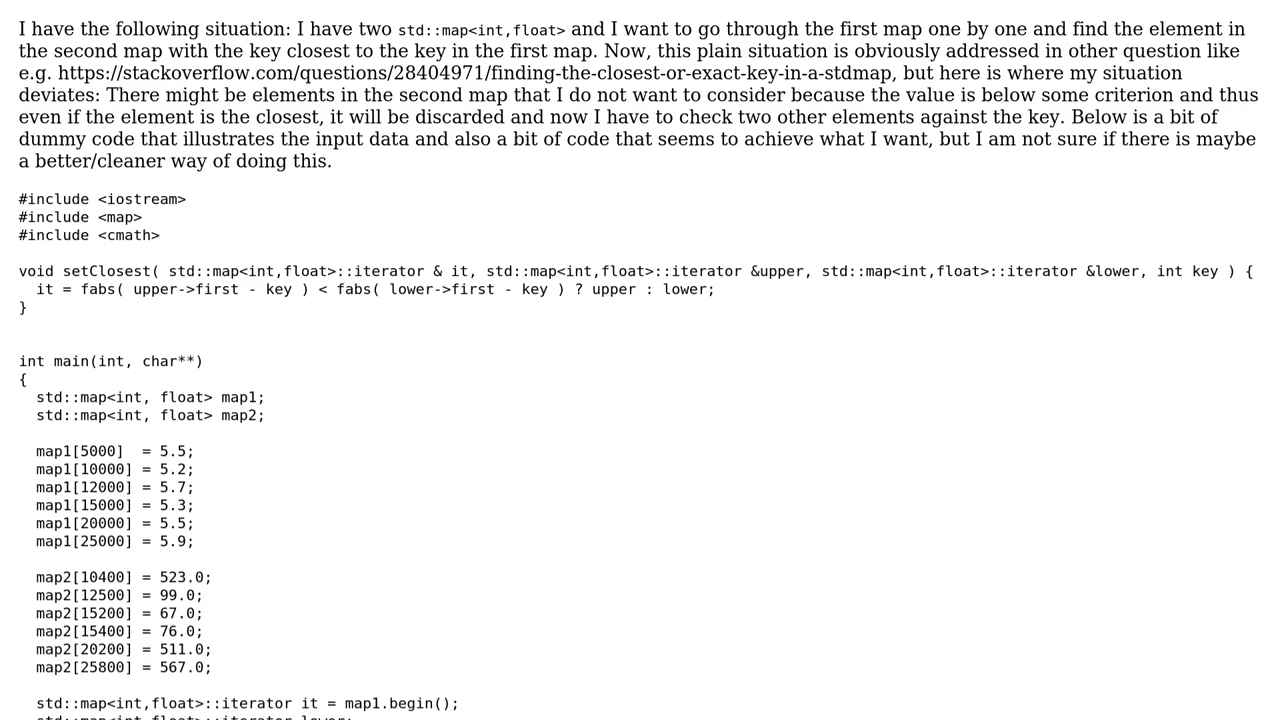 I have the following situation: I have two std::map<int,float> and I want to go through the first map one by one and find the element in
the second map with the key closest to the key in the first map. Now, this plain situation is obviously addressed in other question like
e.g. https://stackoverflow.com/questions/28404971/finding-the-closest-or-exact-key-in-a-stdmap, but here is where my situation
deviates: There might be elements in the second map that I do not want to consider because the value is below some criterion and thus
even if the element is the closest, it will be discarded and now I have to check two other elements against the key. Below is a bit of
dummy code that illustrates the input data and also a bit of code that seems to achieve what I want, but I am not sure if there is maybe
a better/cleaner way of doing this.
#include <iostream>
#include <map>
#include <cmath>
void setClosest( std::map<int,float>::iterator & it, std::map<int,float>::iterator &upper, std::map<int,float>::iterator &lower, int key ) {
  it = fabs( upper->first - key ) < fabs( lower->first - key ) ? upper : lower;
}
int main(int, char**)
{
  std::map<int, float> map1;
  std::map<int, float> map2;
  map1[5000]  = 5.5;
  map1[10000] = 5.2;
  map1[12000] = 5.7;
  map1[15000] = 5.3;
  map1[20000] = 5.5;
  map1[25000] = 5.9;
  map2[10400] = 523.0;
  map2[12500] = 99.0;
  map2[15200] = 67.0;
  map2[15400] = 76.0;
  map2[20200] = 511.0;
  map2[25800] = 567.0;
  std::map<int,float>::iterator it = map1.begin();
  std::map<int,float>::iterator lower;